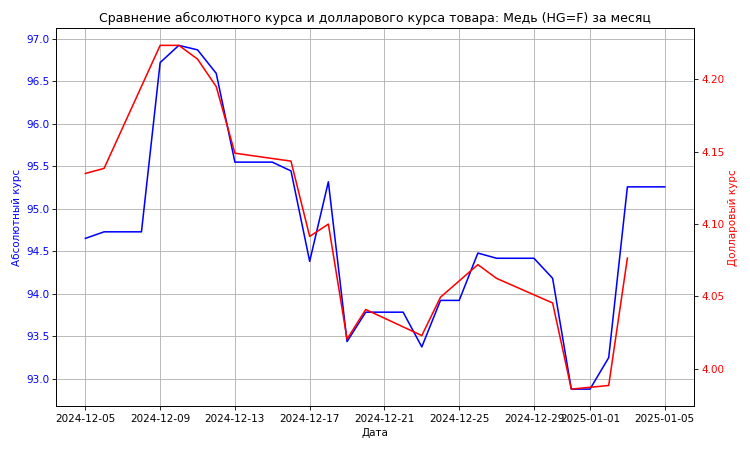 Сравнение абсолютного курса и долларового курса товара: Медь (HG=F) за месяц
97.0
96.5
96.0
95.5
95.0
94.5
94.0
93.5
93.0
Абсолютный курс
4.20
4.15
4.10
4.05
4.00
Долларовый курс
2024-12-05 2024-12-09 2024-12-13 2024-12-17 2024-12-21 2024-12-25 2024-12-29 2025-01-01 2025-01-05
Дата